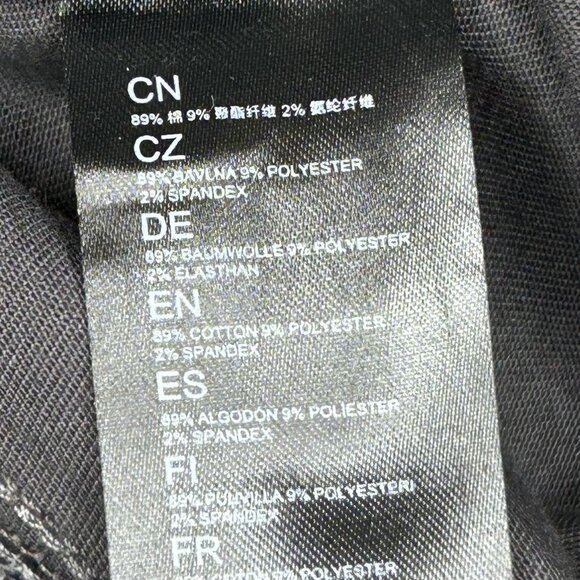 CN
89% 棉 9% 聚酯纤维 2% 氨纶纤维
CZ
89% BAVLNA 9% POLYESTER
2% SPANDEX
DE
89% BAUMWOLLE 9% POLYESTER
2% ELASTHAN
EN
89% COTTON 9% POLYESTER
2% SPANDEX
ES
89% ALGODÓN 9% POLIESTER
2% SPANDEX
FI
89% PUUVILLA 9% POLYESTERI
2% SPANDEX
FR